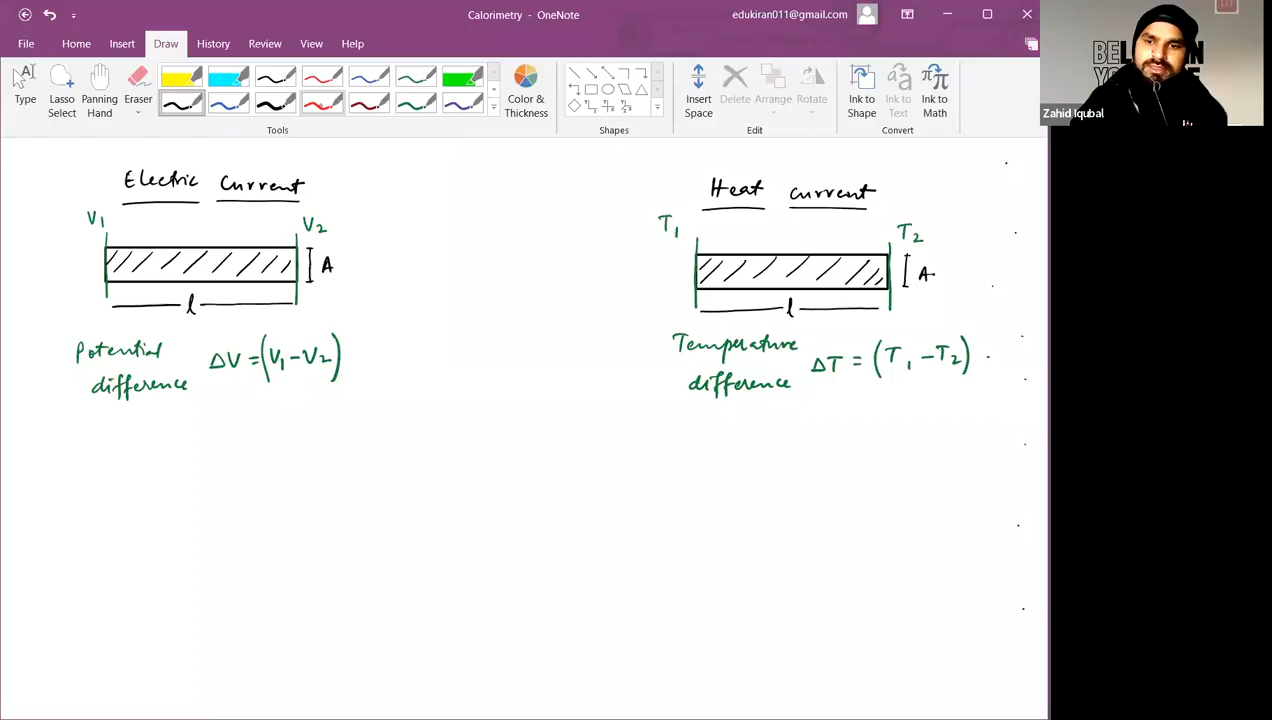 Calorimetry - OneNote
edukiran011@gmail.com
File Home Insert Draw History Review View Help
Type
Lasso Select
Panning Hand
Eraser
Color & Thickness
Insert Space
Delete
Arrange
Rotate
Ink to Shape
Ink to Text
Ink to Math
Tools
Shapes
Edit
Convert
Zahid Iqubal
Electric Current
V1
V2
A
l
Potential difference
ΔV = (V1 - V2)
Heat current
T1
T2
A
l
Temperature difference
ΔT = (T1 - T2)